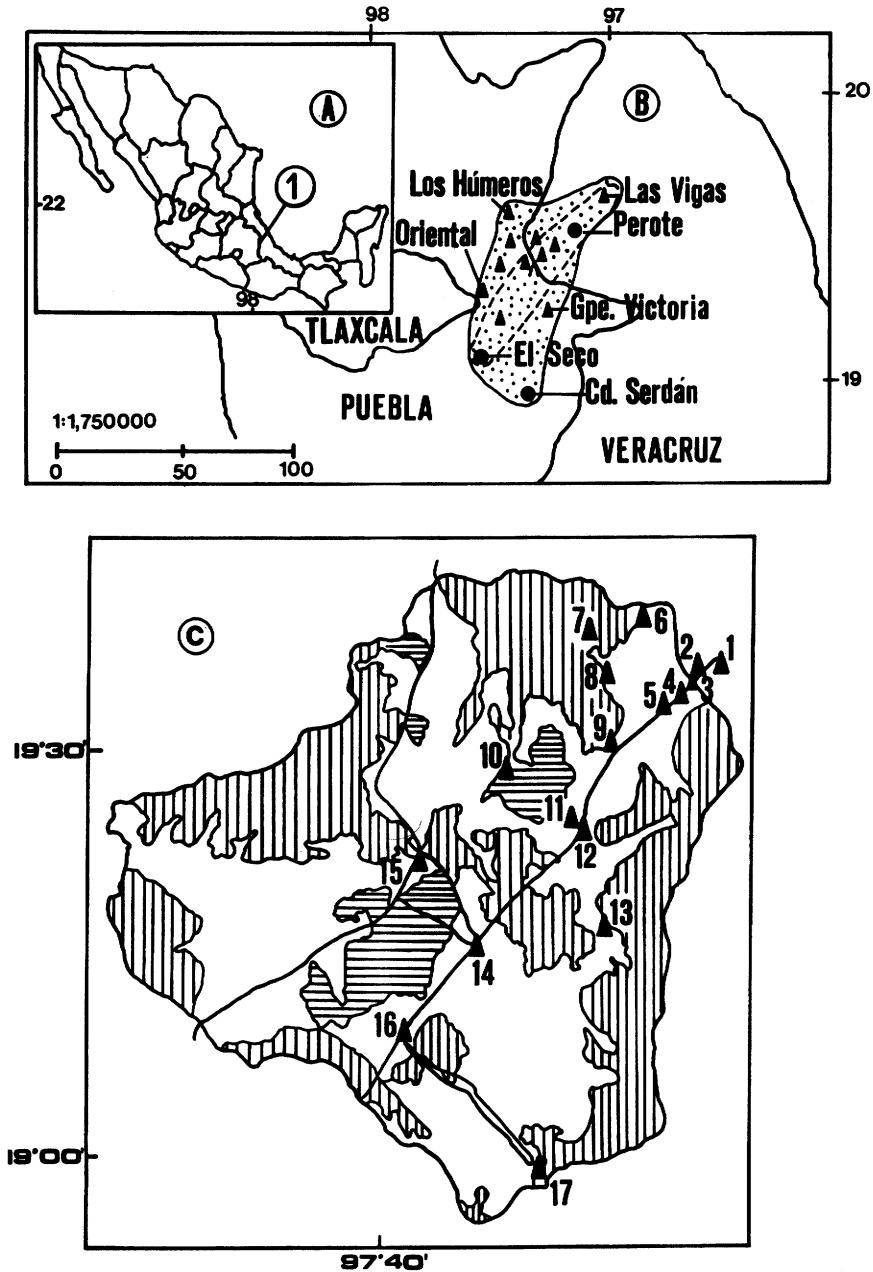 98
97
A
B
20
1
22
98
Los Húmeros
Las Vigas
Perote
Oriental
Gpe. Victoria
TLAXCALA
El Seco
19
PUEBLA
Cd. Serdán
1:1,750000
VERACRUZ
0 50 100
C
7
6
2
1
8
5
4
3
9
19°30'
10
11
12
15
13
14
16
19°00'
17
97°40'